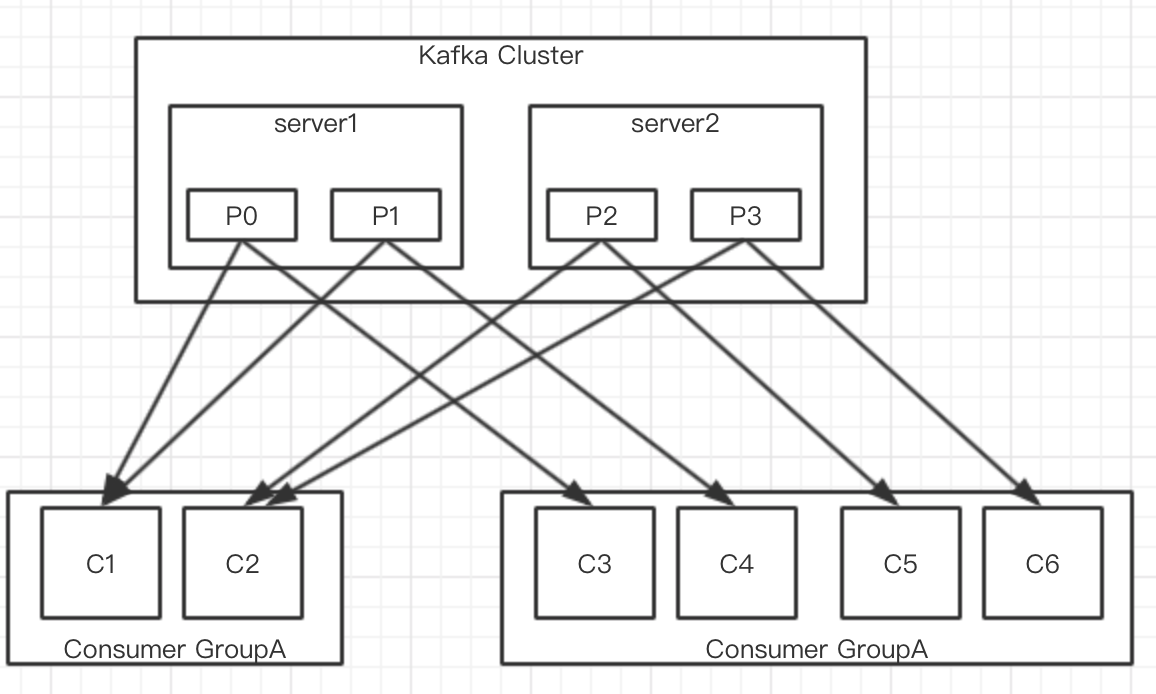 Kafka Cluster
server1
server2
P0
P1
P2
P3
C1
C2
C3
C4
C5
C6
Consumer GroupA
Consumer GroupA